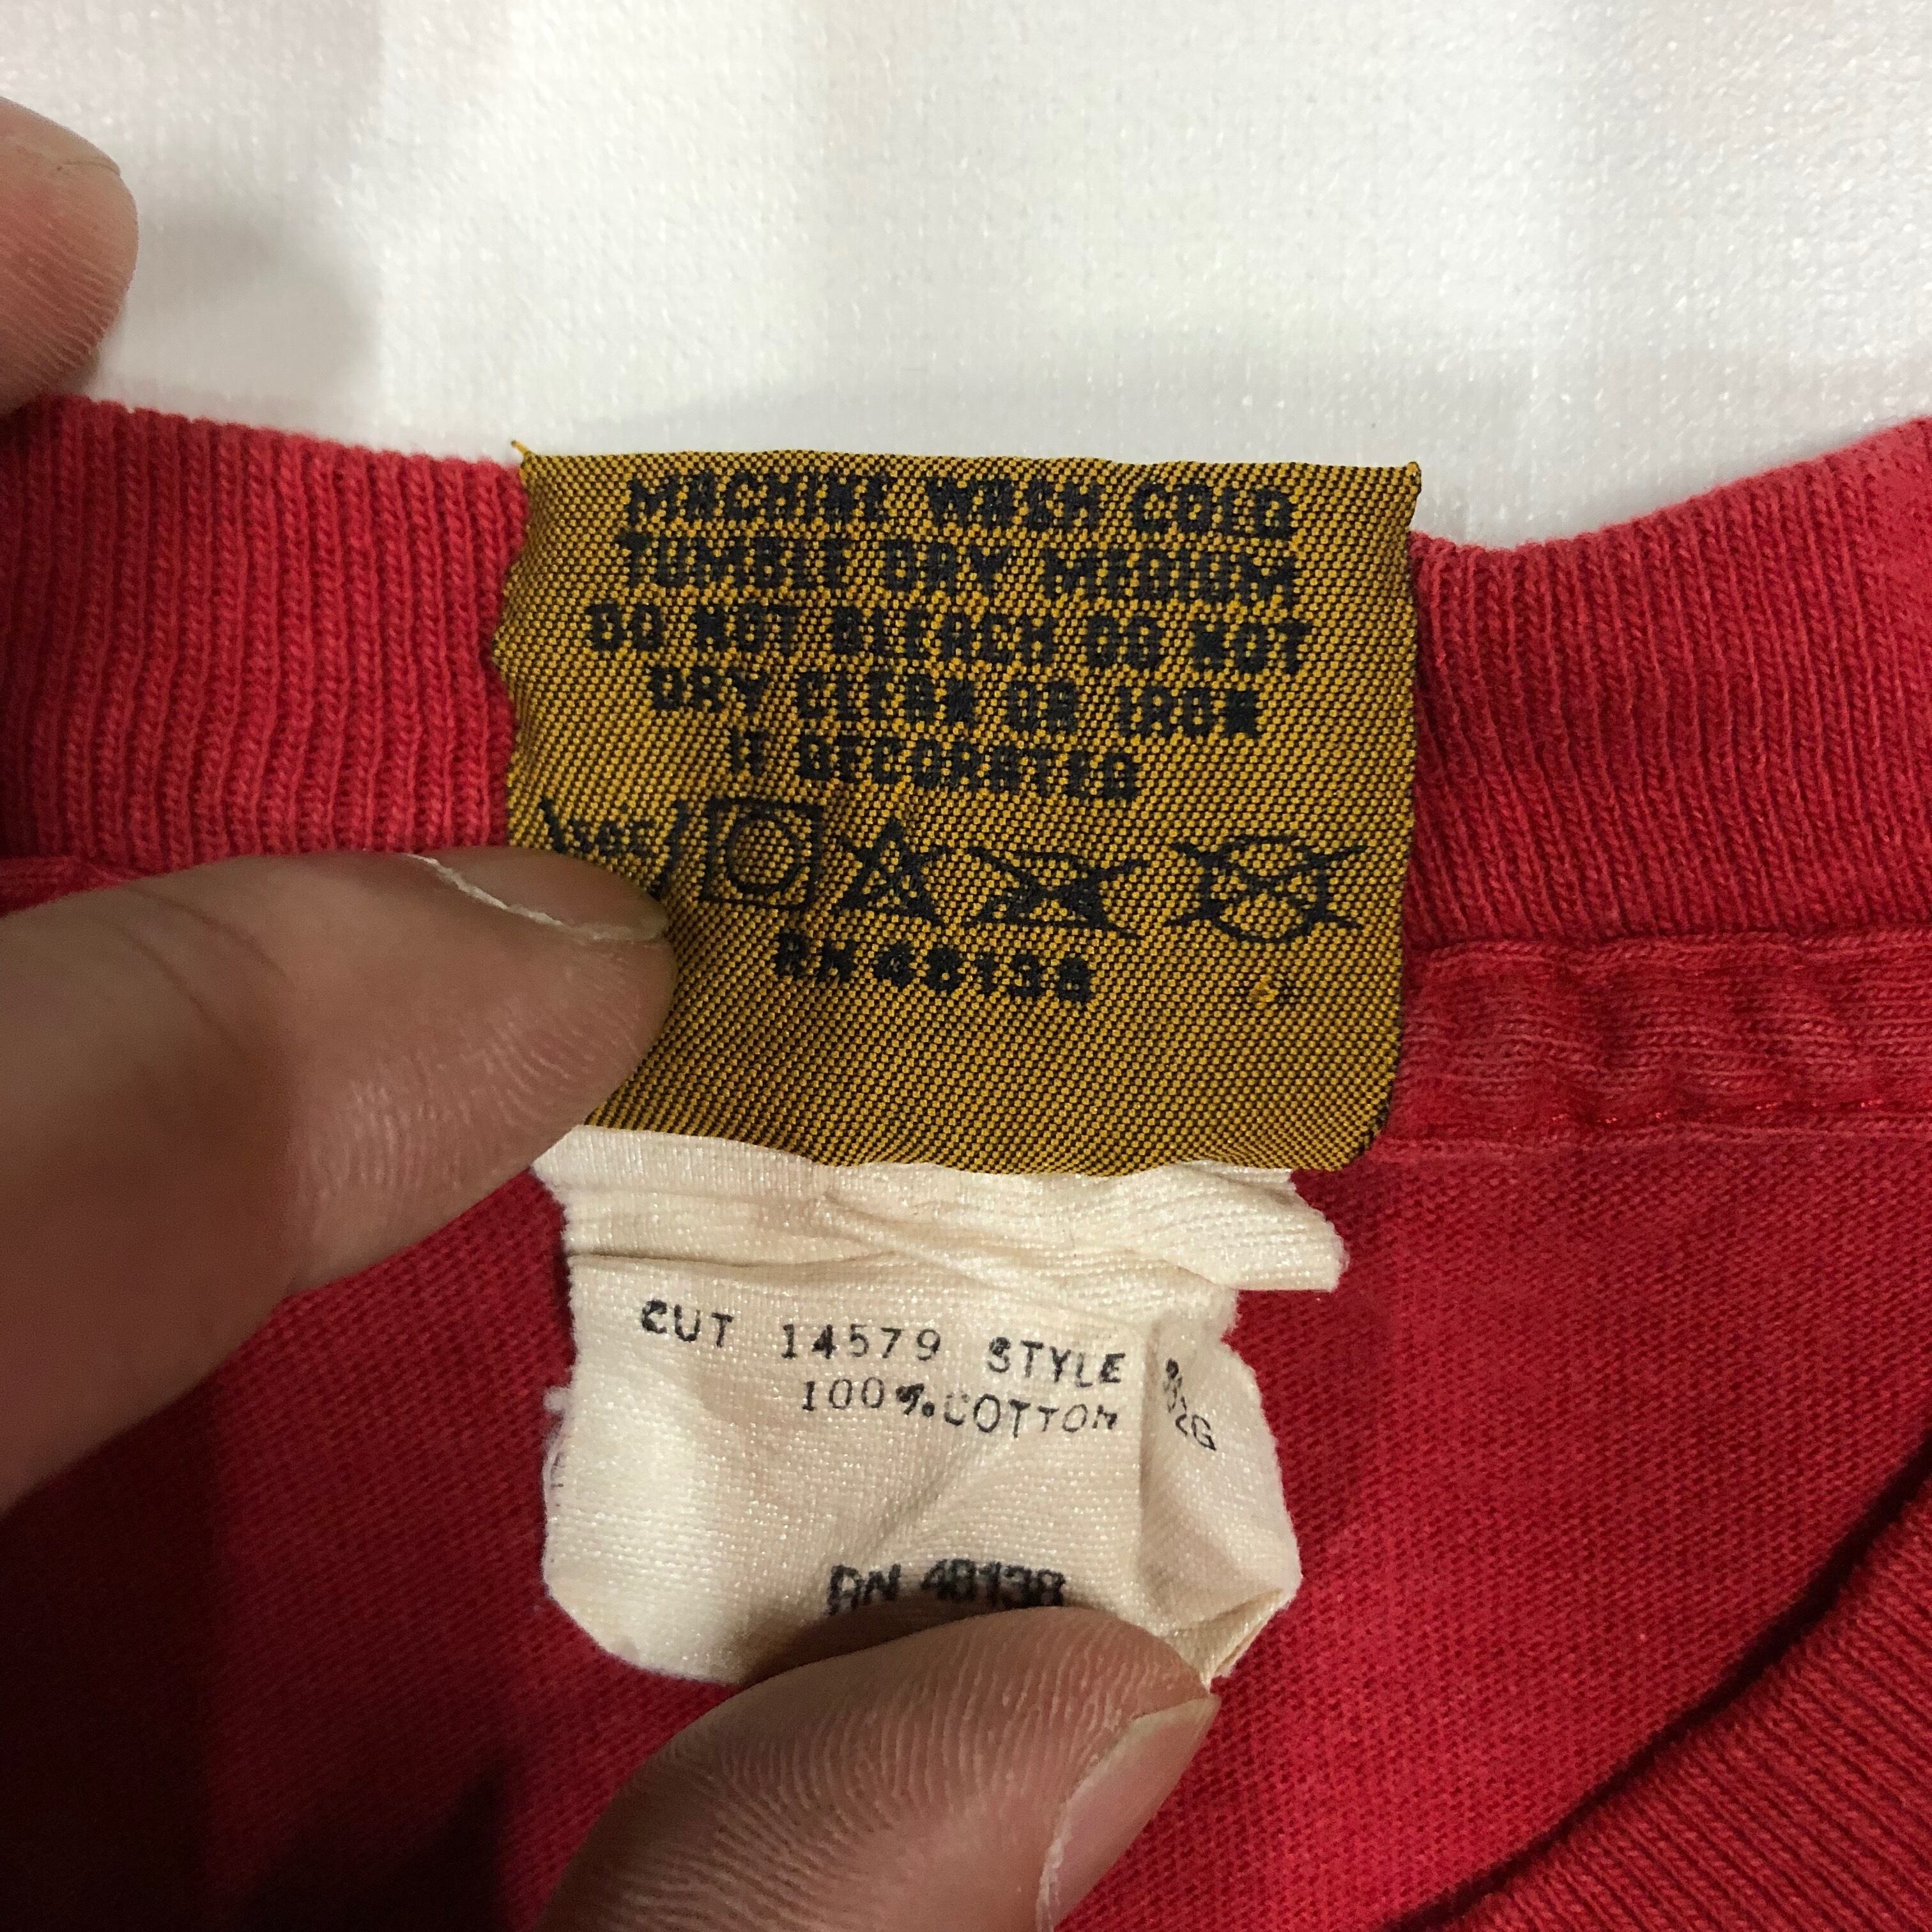 MACHINE WASH COLD
TUMBLE DRY MEDIUM
DO NOT BLEACH DO NOT
DRY CLEAN OR IRON
IF DECORATED
RN 48138
CUT 14579 STYLE
100% COTTON
RN 48138